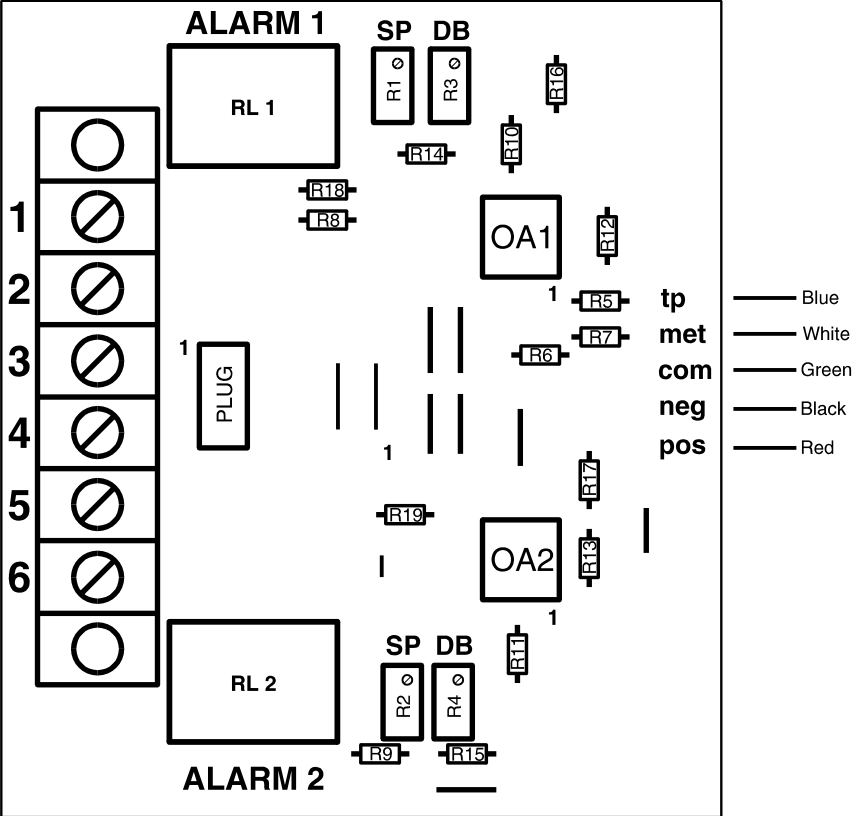 ALARM 1
SP DB
RL 1
R1
R3
R16
R10
R14
R18
R8
1
2
3
4
5
6
OA1
1
R12
R5
R7
R6
tp
met
com
neg
pos
Blue
White
Green
Black
Red
1
PLUG
1
R17
R19
OA2
1
R13
R11
SP DB
RL 2
R2
R4
R9
R15
ALARM 2